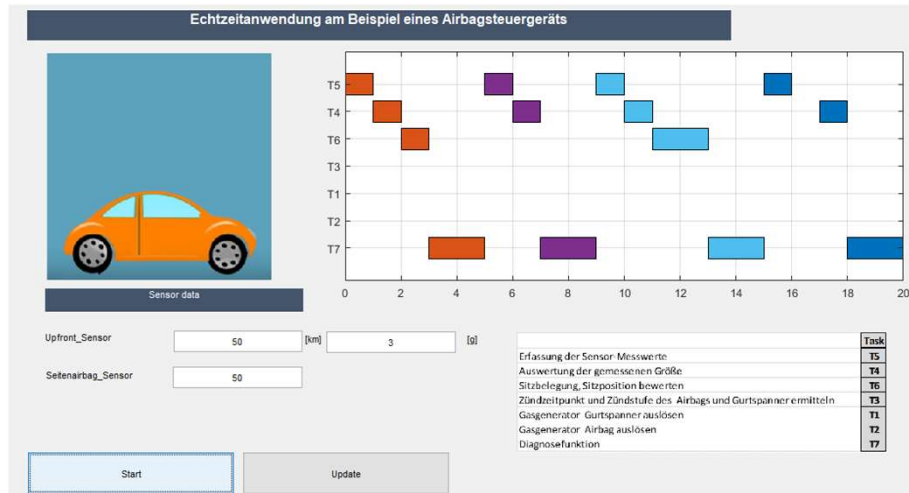 Echtzeitanwendung am Beispiel eines Airbagsteuergeräts
T5
T4
T6
T3
T1
T2
T7
0 2 4 6 8 10 12 14 16 18 20
Sensor data
Upfront_Sensor 50 [km] 3 [g]
Seitenairbag_Sensor 50
Task
Erfassung der Sensor-Messwerte T5
Auswertung der gemessenen Größe T4
Sitzbelegung, Sitzposition bewerten T6
Zündzeitpunkt und Zündstufe des Airbags und Gurtspanner ermitteln T3
Gasgenerator Gurtspanner auslösen T1
Gasgenerator Airbag auslösen T2
Diagnosefunktion T7
Start Update